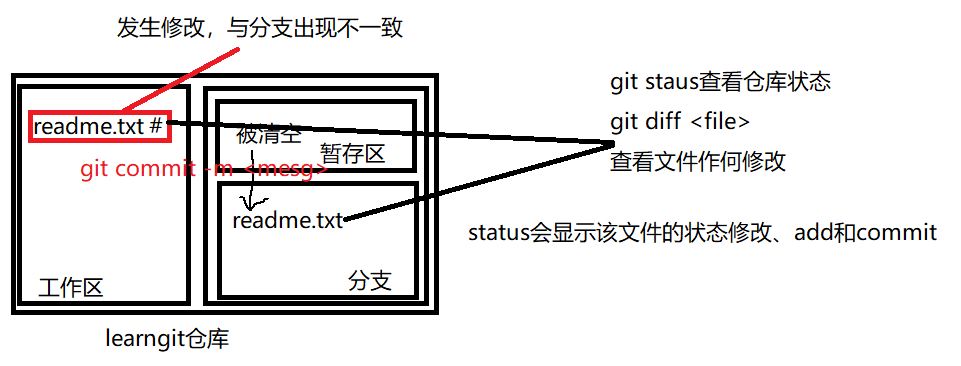 发生修改，与分支出现不一致
git staus查看仓库状态
git diff <file>
查看文件作何修改
readme.txt #
被清空
暂存区
git commit -m <mesg>
readme.txt
status会显示该文件的状态修改、add和commit
工作区
分支
learngit仓库